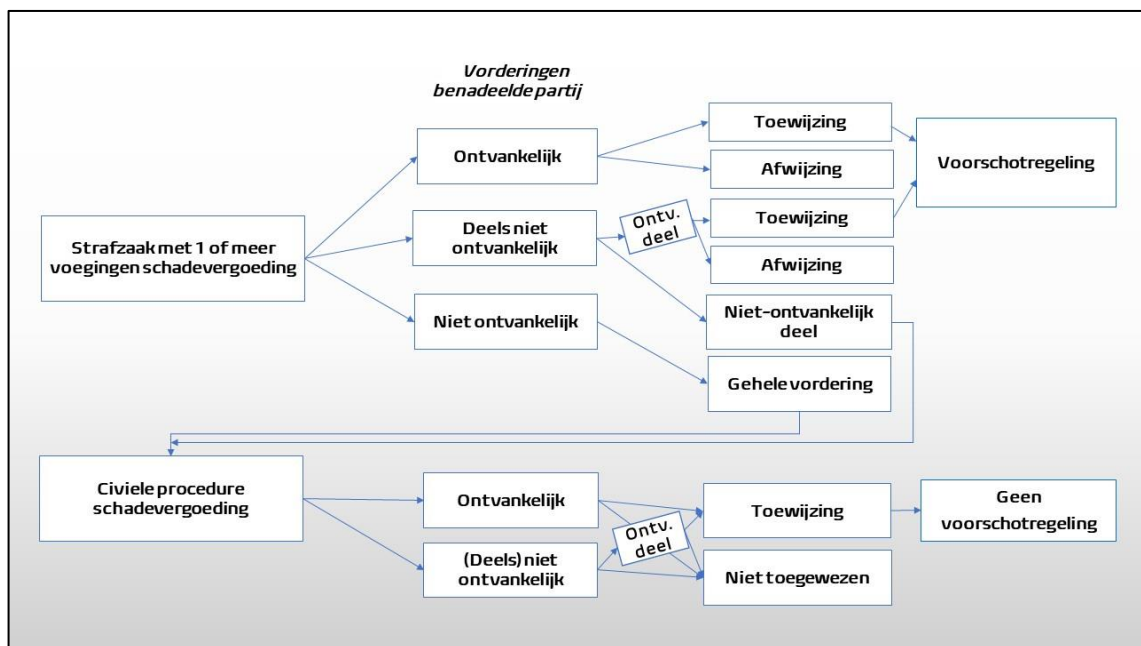 Vorderingen
benadeelde partij
Strafzaak met 1 of meer
voegingen schadevergoeding
Ontvankelijk
Toewijzing
Afwijzing
Voorschotregeling
Deels niet
ontvankelijk
Ontv.
deel
Toewijzing
Afwijzing
Niet-ontvankelijk
deel
Niet ontvankelijk
Gehele vordering
Civiele procedure
schadevergoeding
Ontvankelijk
(Deels) niet
ontvankelijk
Ontv.
deel
Toewijzing
Niet toegewezen
Geen
voorschotregeling